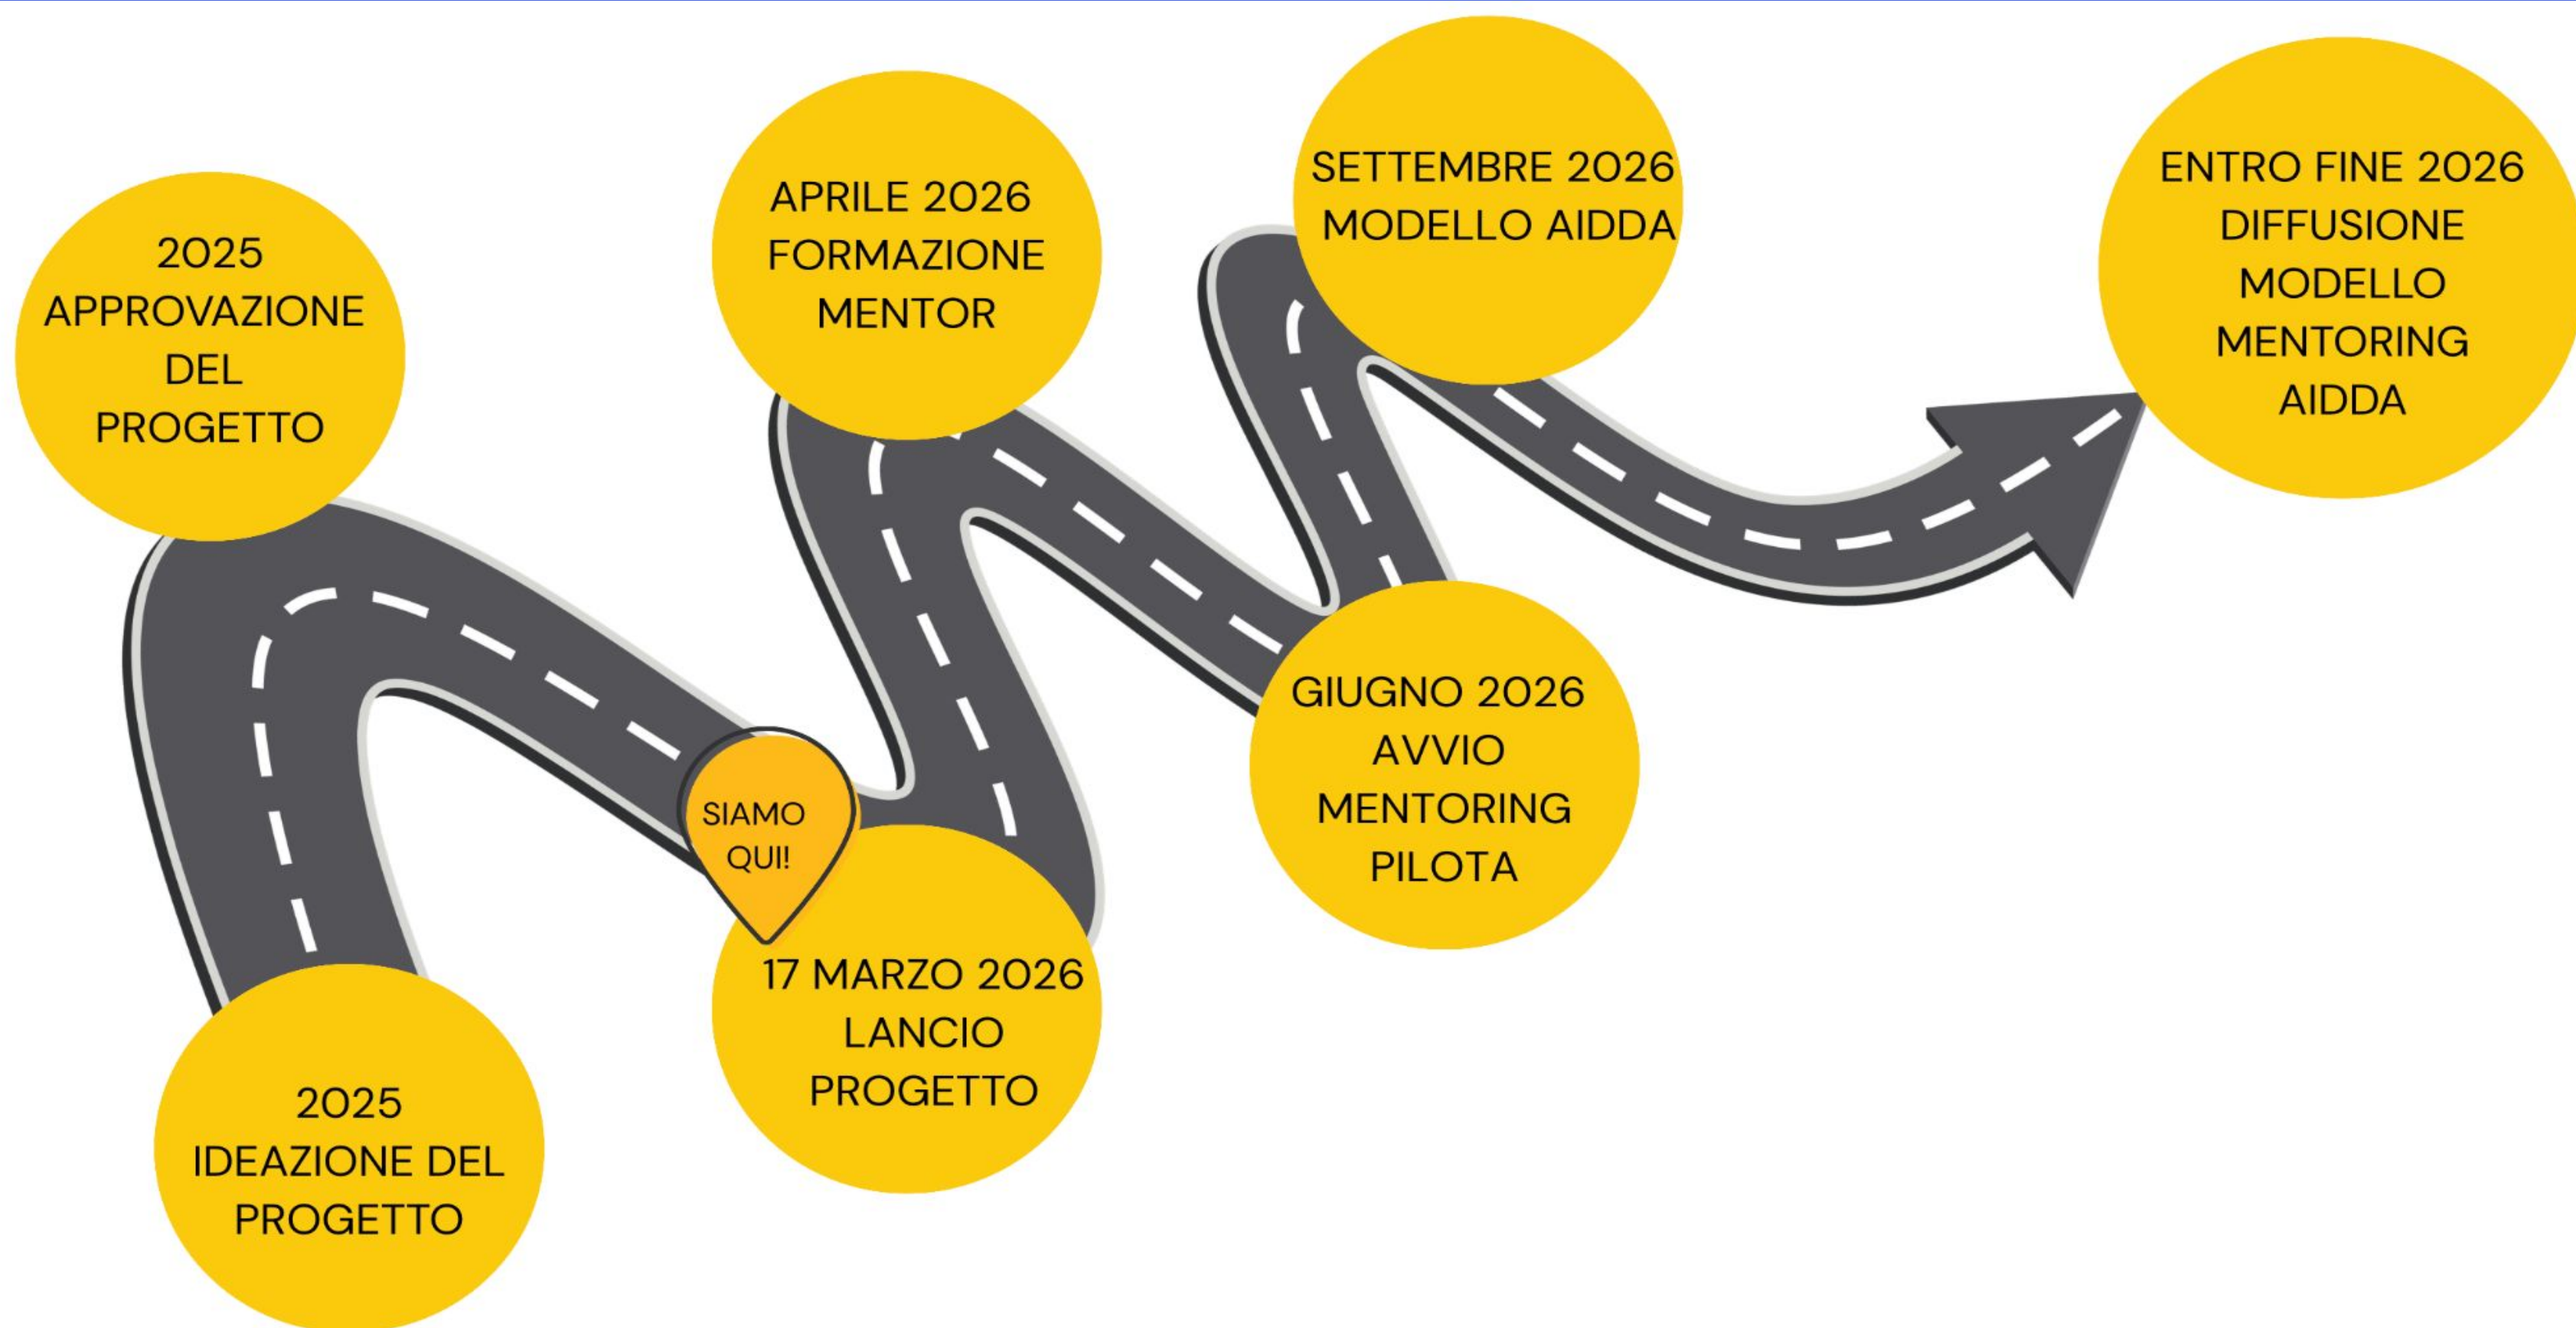 2025
IDEAZIONE DEL
PROGETTO
2025
APPROVAZIONE
DEL
PROGETTO
SIAMO
QUI!
17 MARZO 2026
LANCIO
PROGETTO
APRILE 2026
FORMAZIONE
MENTOR
GIUGNO 2026
AVVIO
MENTORING
PILOTA
SETTEMBRE 2026
MODELLO AIDDA
ENTRO FINE 2026
DIFFUSIONE
MODELLO
MENTORING
AIDDA